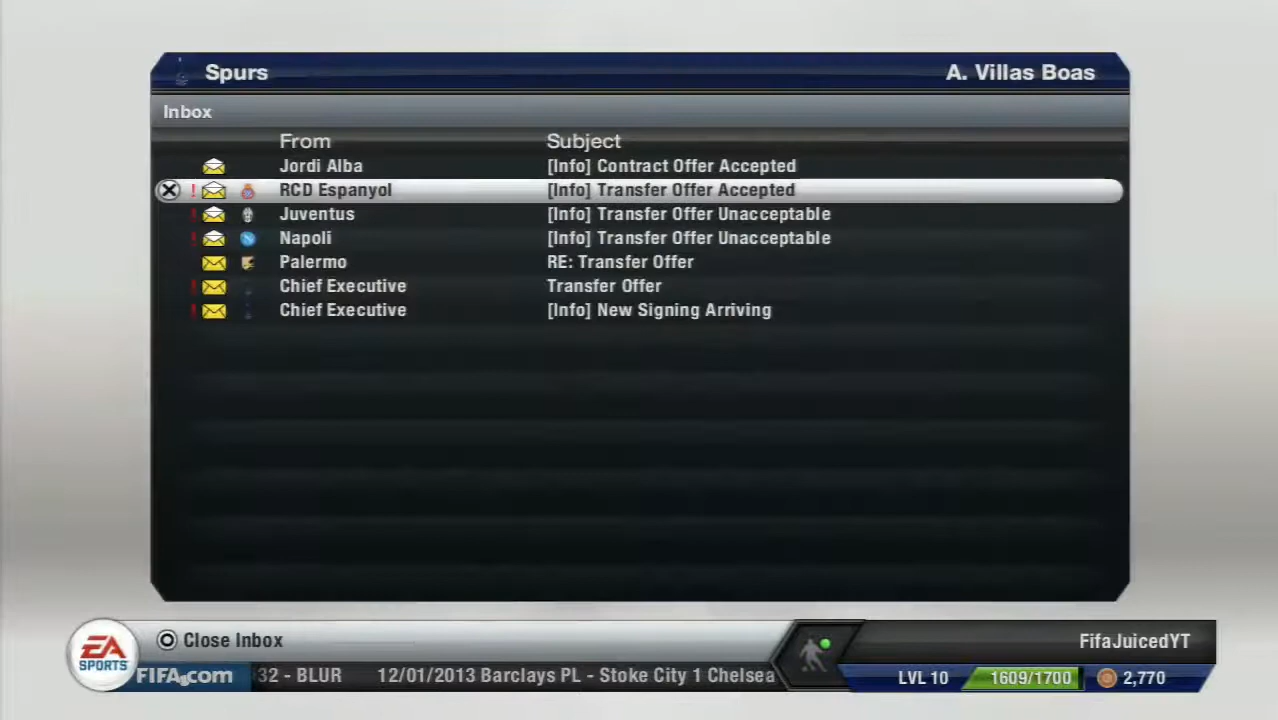 Spurs
A. Villas Boas
Inbox
From Subject
Jordi Alba [Info] Contract Offer Accepted
! RCD Espanyol [Info] Transfer Offer Accepted
! Juventus [Info] Transfer Offer Unacceptable
! Napoli [Info] Transfer Offer Unacceptable
Palermo RE: Transfer Offer
! Chief Executive Transfer Offer
! Chief Executive [Info] New Signing Arriving
Close Inbox
FifaJuicedYT
EA
SPORTS
FIFA.com
32 - BLUR 12/01/2013 Barclays PL - Stoke City 1 Chelsea
LVL 10 1609/1700 2,770